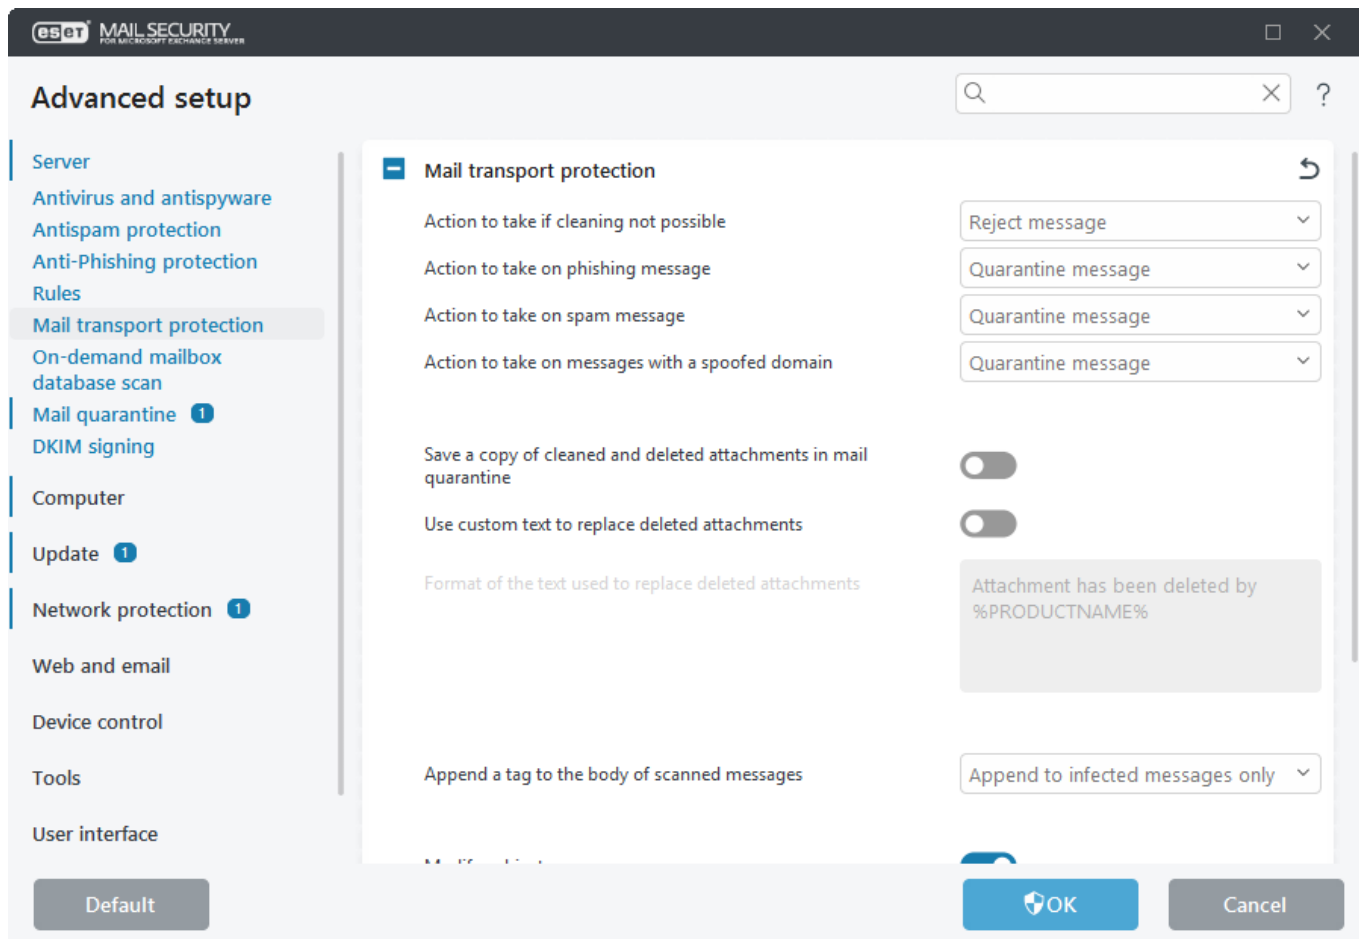 eseT MAIL SECURITY
FOR MICROSOFT EXCHANGE SERVER
Advanced setup
?
Server
Antivirus and antispyware
Antispam protection
Anti-Phishing protection
Rules
Mail transport protection
On-demand mailbox
database scan
Mail quarantine 1
DKIM signing
Computer
Update 1
Network protection 1
Web and email
Device control
Tools
User interface
Mail transport protection
Action to take if cleaning not possible
Reject message
Action to take on phishing message
Quarantine message
Action to take on spam message
Quarantine message
Action to take on messages with a spoofed domain
Quarantine message
Save a copy of cleaned and deleted attachments in mail
quarantine
Use custom text to replace deleted attachments
Format of the text used to replace deleted attachments
Attachment has been deleted by
%PRODUCTNAME%
Append a tag to the body of scanned messages
Append to infected messages only
Default
OK
Cancel